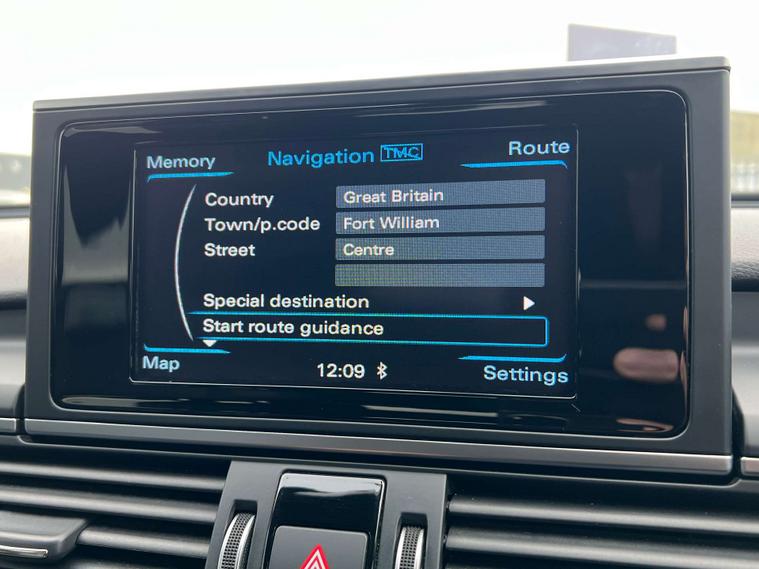 Memory Navigation TMC Route
Country Great Britain
Town/p.code Fort William
Street Centre
Special destination
Start route guidance
Map 12:09 Settings